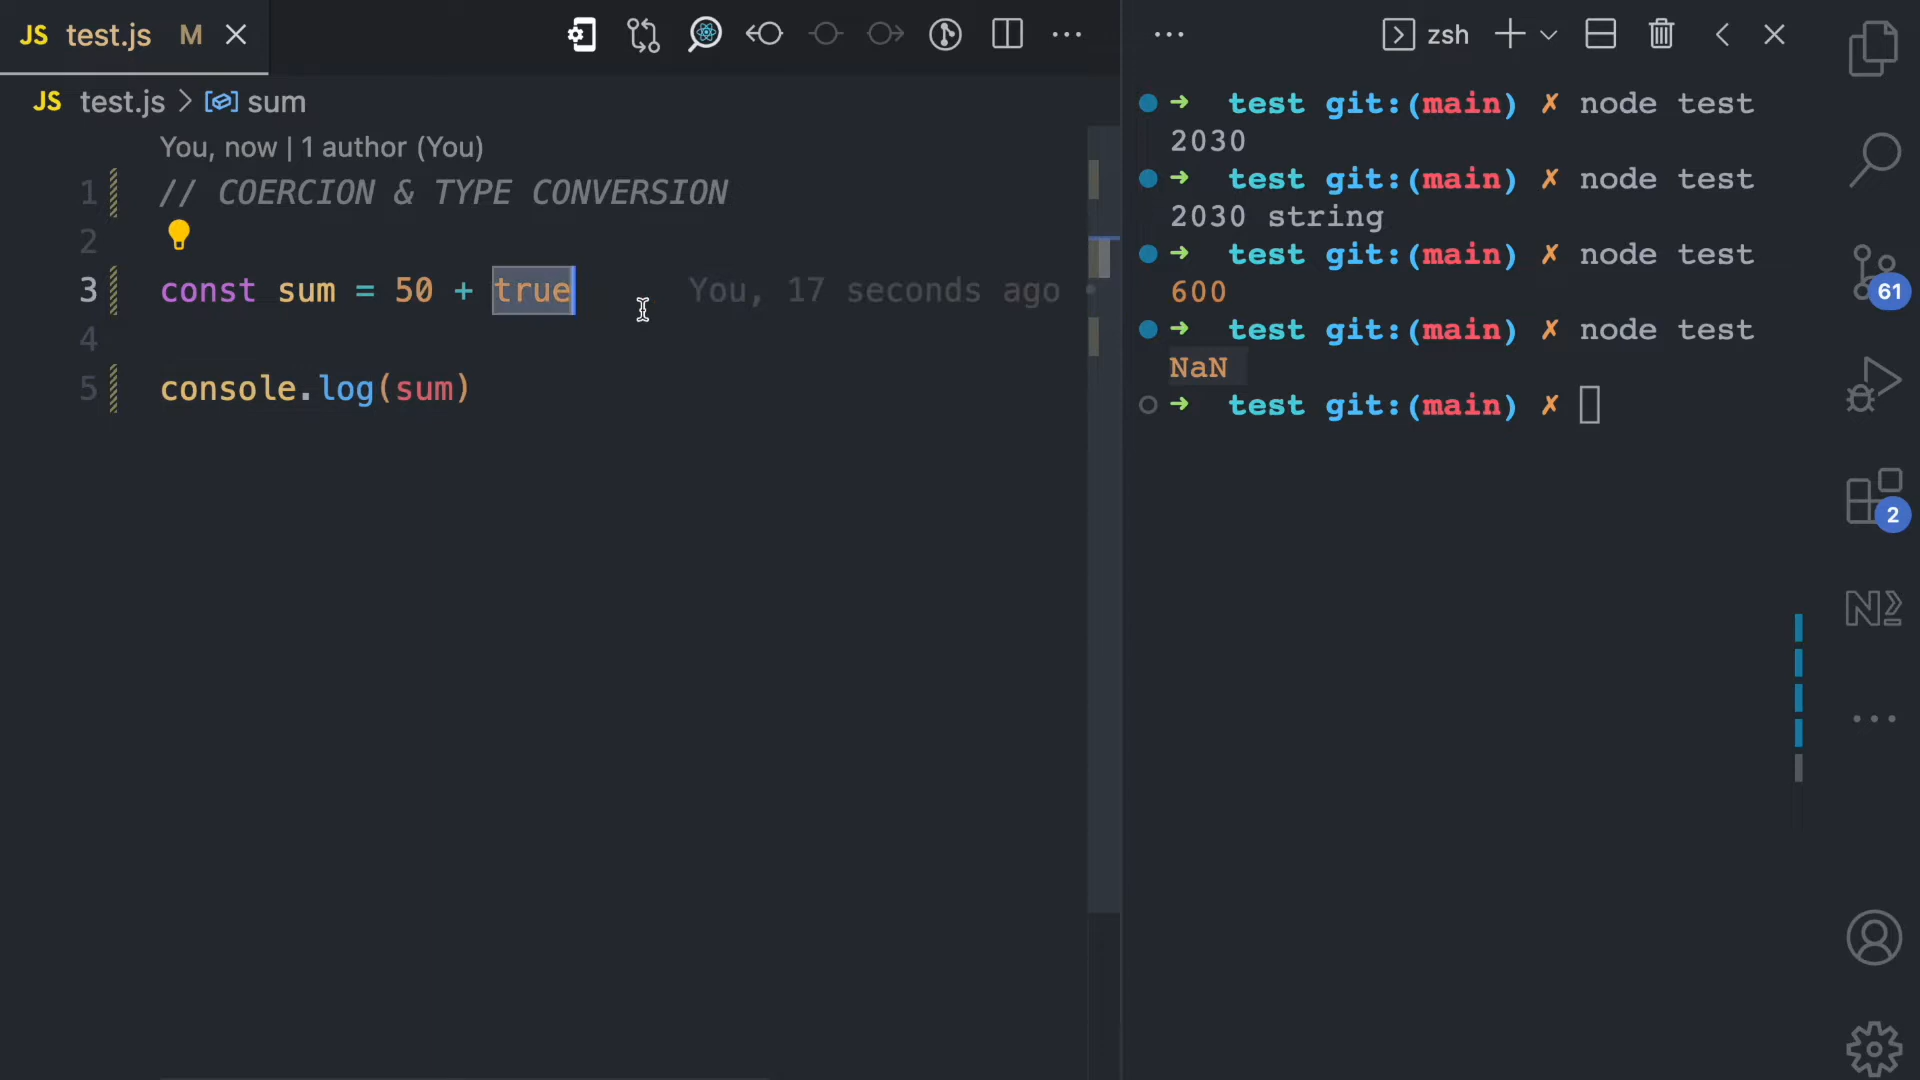 JS test.js M
JS test.js > sum
You, now | 1 author (You)
1 // COERCION & TYPE CONVERSION
2
3 const sum = 50 + true You, 17 seconds ago
4
5 console.log(sum)
zsh
➜ test git:(main) ✗ node test
2030
➜ test git:(main) ✗ node test
2030 string
➜ test git:(main) ✗ node test
600
➜ test git:(main) ✗ node test
NaN
➜ test git:(main) ✗
61
2